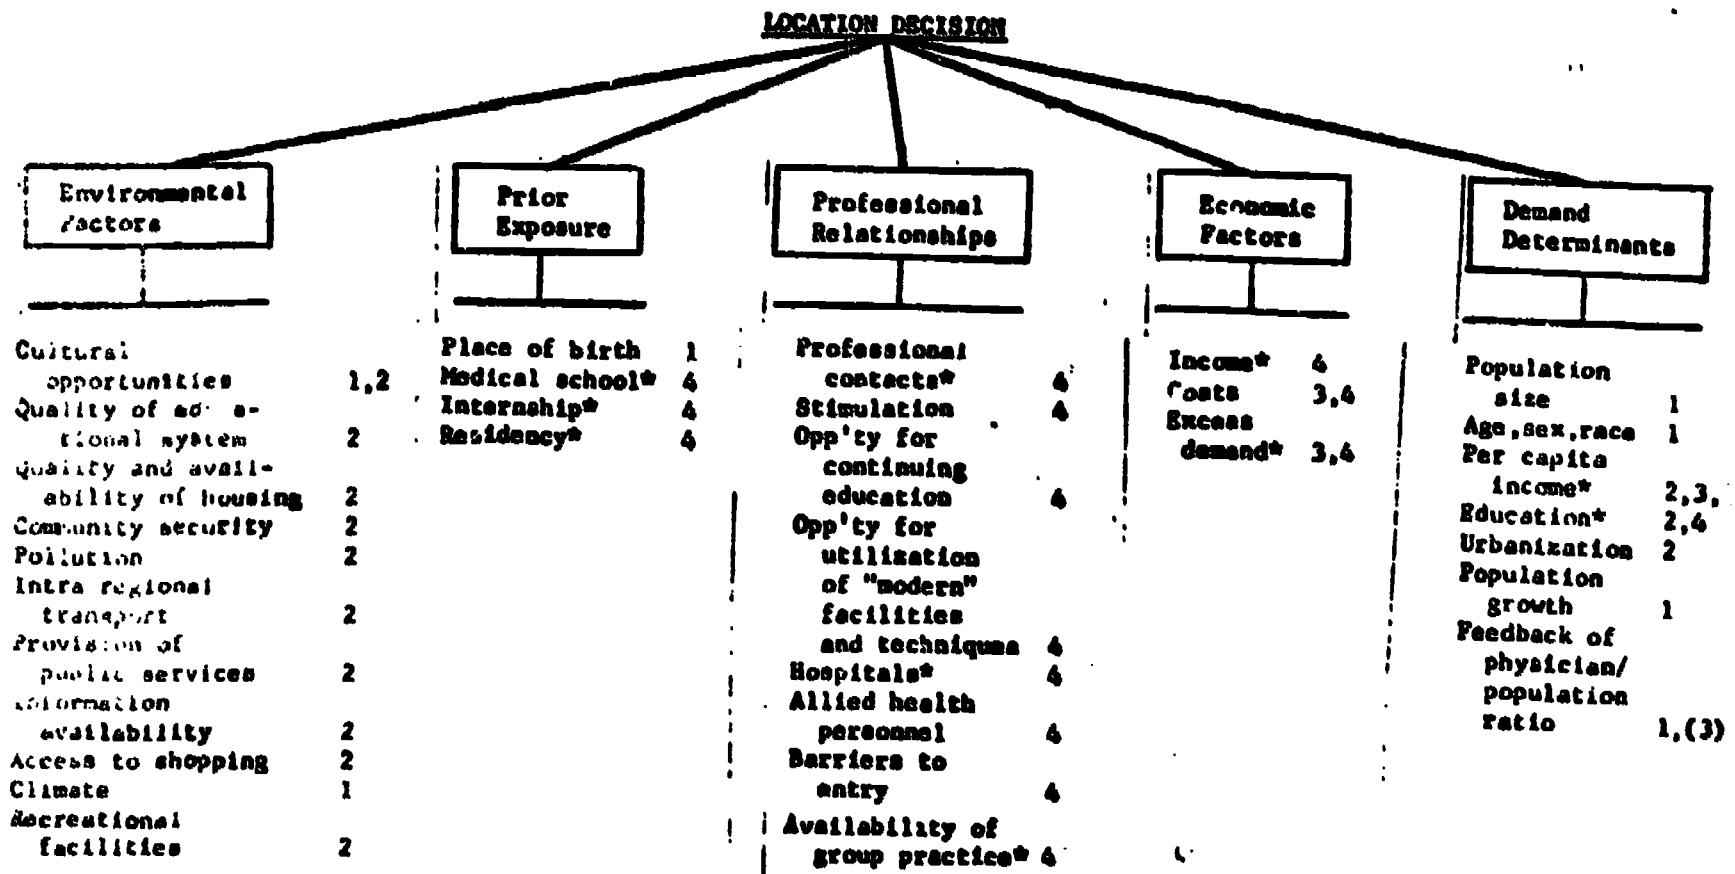 LOCATION DECISION
Environmental
Factors
Prior
Exposure
Professional
Relationships
Economic
Factors
Demand
Determinants
Cultural
opportunities 1,2
Quality of
tional system 2
Quality and avail-
ability of housing 2
Community security 2
Pollution 2
Intra regional
transport 2
Provision of
public services 2
Information
availability 2
Access to shopping 2
Climate 1
Recreational
facilities 2
Place of birth 1
Medical school* 4
Internship* 4
Residency* 4
Professional
contacts* 4
Stimulation 4
Opp'ty for
continuing
education 4
Opp'ty for
utilization
of "modern"
facilities
and techniques 4
Hospitals* 4
Allied health
personnel 4
Barriers to
entry 4
Availability of
group practice* 4
Income* 4
Costs 3,4
Excess
demand* 3,4
Population
size 1
Age,sex,race 1
Per capita
income* 2,3,
Education* 2,4
Urbanization 2
Population
growth 1
Feedback of
physician/
population
ratio 1,(3)